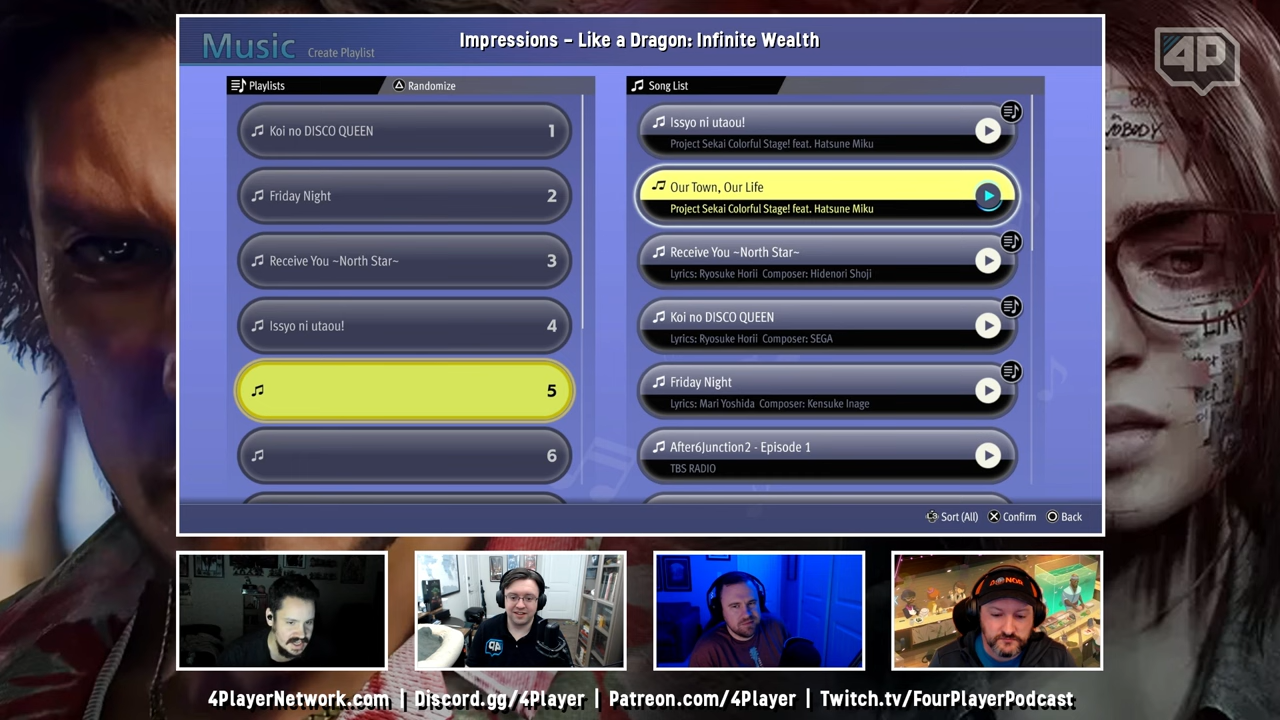 Impressions – Like a Dragon: Infinite Wealth
Music Create Playlist
4P
Playlists
Randomize
Koi no DISCO QUEEN 1
Friday Night 2
Receive You ~North Star~ 3
Issyo ni utaou! 4
5
6
Song List
Issyo ni utaou!
Project Sekai Colorful Stage! feat. Hatsune Miku
Our Town, Our Life
Project Sekai Colorful Stage! feat. Hatsune Miku
Receive You ~North Star~
Lyrics: Ryosuke Horii Composer: Hidenori Shoji
Koi no DISCO QUEEN
Lyrics: Ryosuke Horii Composer: SEGA
Friday Night
Lyrics: Mari Yoshida Composer: Kensuke Inage
After6Junction2 - Episode 1
TBS RADIO
Sort (All) Confirm Back
4P
4PlayerNetwork.com | Discord.gg/4Player | Patreon.com/4Player | Twitch.tv/FourPlayerPodcast